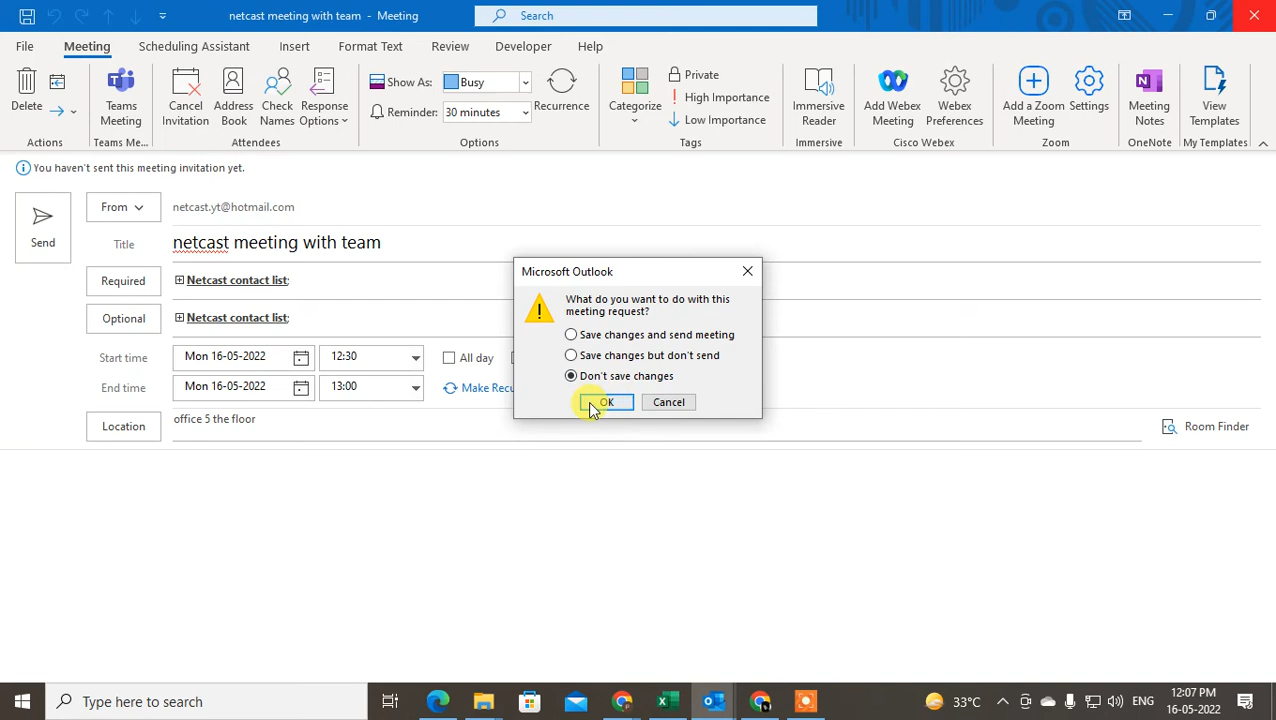 netcast meeting with team - Meeting
Search
File Meeting Scheduling Assistant Insert Format Text Review Developer Help
Delete
Actions
Teams Meeting
Teams Me...
Cancel Invitation
Address Book
Check Names
Response Options
Attendees
Show As: Busy
Reminder: 30 minutes
Recurrence
Options
Categorize
Private
High Importance
Low Importance
Tags
Immersive Reader
Immersive
Add Webex Meeting
Webex Preferences
Cisco Webex
Add a Zoom Meeting
Settings
Zoom
Meeting Notes
OneNote
View Templates
My Templates
You haven't sent this meeting invitation yet.
Send
From netcast.yt@hotmail.com
Title netcast meeting with team
Required Netcast contact list;
Optional Netcast contact list;
Start time Mon 16-05-2022 12:30 All day
End time Mon 16-05-2022 13:00 Make Recu
Location office 5 the floor Room Finder
Microsoft Outlook
What do you want to do with this
meeting request?
Save changes and send meeting
Save changes but don't send
Don't save changes
OK Cancel
Type here to search
33°C ENG 12:07 PM
16-05-2022